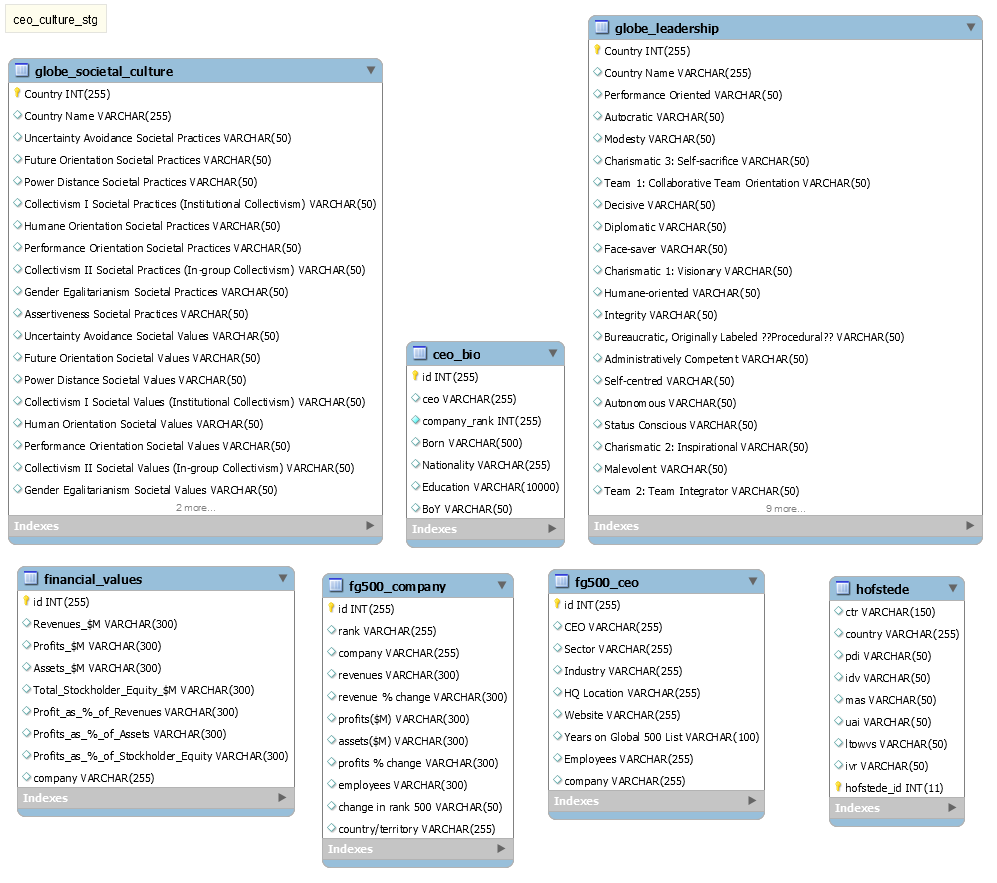 ceo_culture_stg
globe_societal_culture
Country INT(255)
Country Name VARCHAR(255)
Uncertainty Avoidance Societal Practices VARCHAR(50)
Future Orientation Societal Practices VARCHAR(50)
Power Distance Societal Practices VARCHAR(50)
Collectivism I Societal Practices (Institutional Collectivism) VARCHAR(50)
Humane Orientation Societal Practices VARCHAR(50)
Performance Orientation Societal Practices VARCHAR(50)
Collectivism II Societal Practices (In-group Collectivism) VARCHAR(50)
Gender Egalitarianism Societal Practices VARCHAR(50)
Assertiveness Societal Practices VARCHAR(50)
Uncertainty Avoidance Societal Values VARCHAR(50)
Future Orientation Societal Values VARCHAR(50)
Power Distance Societal Values VARCHAR(50)
Collectivism I Societal Values (Institutional Collectivism) VARCHAR(50)
Human Orientation Societal Values VARCHAR(50)
Performance Orientation Societal Values VARCHAR(50)
Collectivism II Societal Values (In-group Collectivism) VARCHAR(50)
Gender Egalitarianism Societal Values VARCHAR(50)
2 more...
Indexes
ceo_bio
id INT(255)
ceo VARCHAR(255)
company_rank INT(255)
Born VARCHAR(500)
Nationality VARCHAR(255)
Education VARCHAR(10000)
BoY VARCHAR(50)
Indexes
globe_leadership
Country INT(255)
Country Name VARCHAR(255)
Performance Oriented VARCHAR(50)
Autocratic VARCHAR(50)
Modesty VARCHAR(50)
Charismatic 3: Self-sacrifice VARCHAR(50)
Team 1: Collaborative Team Orientation VARCHAR(50)
Decisive VARCHAR(50)
Diplomatic VARCHAR(50)
Face-saver VARCHAR(50)
Charismatic 1: Visionary VARCHAR(50)
Humane-oriented VARCHAR(50)
Integrity VARCHAR(50)
Bureaucratic, Originally Labeled ??Procedural?? VARCHAR(50)
Administratively Competent VARCHAR(50)
Self-centred VARCHAR(50)
Autonomous VARCHAR(50)
Status Conscious VARCHAR(50)
Charismatic 2: Inspirational VARCHAR(50)
Malevolent VARCHAR(50)
Team 2: Team Integrator VARCHAR(50)
9 more...
Indexes
financial_values
id INT(255)
Revenues_$M VARCHAR(300)
Profits_$M VARCHAR(300)
Assets_$M VARCHAR(300)
Total_Stockholder_Equity_$M VARCHAR(300)
Profit_as_%_of_Revenues VARCHAR(300)
Profits_as_%_of_Assets VARCHAR(300)
Profits_as_%_of_Stockholder_Equity VARCHAR(300)
company VARCHAR(255)
Indexes
fg500_company
id INT(255)
rank VARCHAR(255)
company VARCHAR(255)
revenues VARCHAR(300)
revenue % change VARCHAR(300)
profits($M) VARCHAR(300)
assets($M) VARCHAR(300)
profits % change VARCHAR(300)
employees VARCHAR(300)
change in rank 500 VARCHAR(50)
country/territory VARCHAR(255)
Indexes
fg500_ceo
id INT(255)
CEO VARCHAR(255)
Sector VARCHAR(255)
Industry VARCHAR(255)
HQ Location VARCHAR(255)
Website VARCHAR(255)
Years on Global 500 List VARCHAR(100)
Employees VARCHAR(255)
company VARCHAR(255)
Indexes
hofstede
ctr VARCHAR(150)
country VARCHAR(255)
pdi VARCHAR(50)
idv VARCHAR(50)
mas VARCHAR(50)
uai VARCHAR(50)
ltowvs VARCHAR(50)
ivr VARCHAR(50)
hofstede_id INT(11)
Indexes